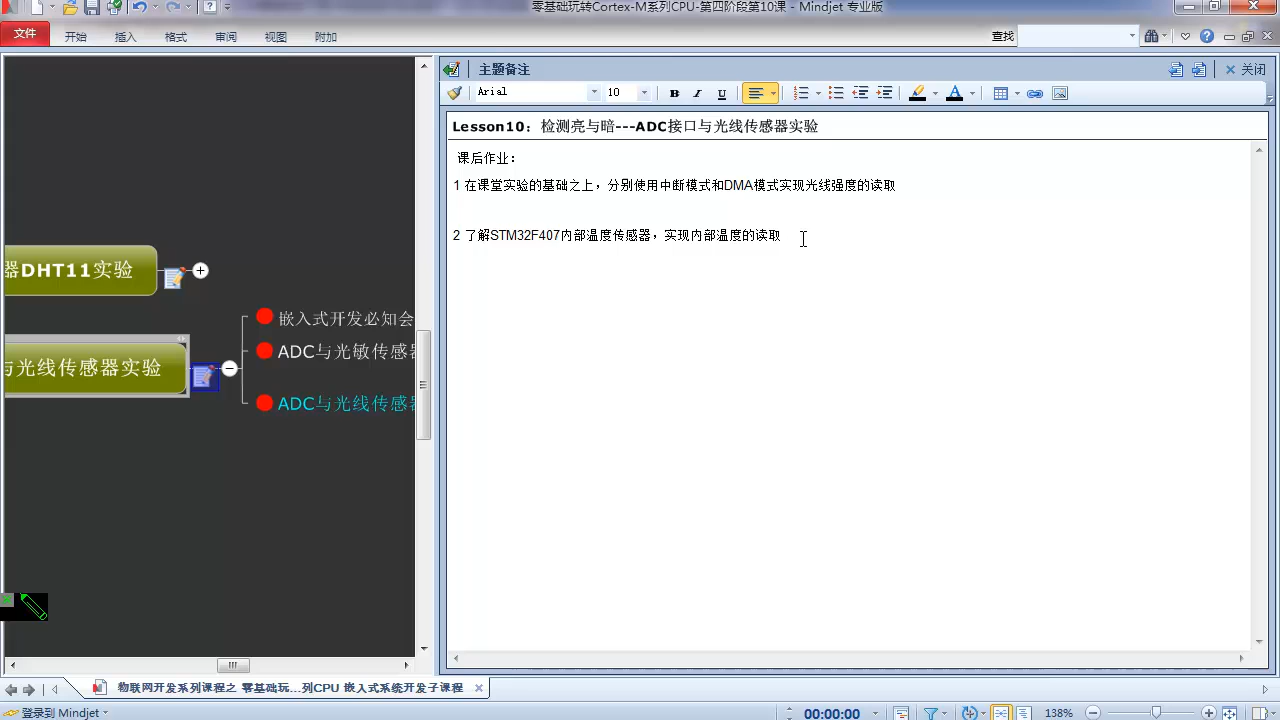 零基础玩转Cortex-M系列CPU-第四阶段第10课 - Mindjet 专业版
文件 开始 插入 格式 审阅 视图 附加 查找
主题备注 关闭
Arial 10 B I U
Lesson10：检测亮与暗---ADC接口与光线传感器实验
课后作业：
1 在课堂实验的基础之上，分别使用中断模式和DMA模式实现光线强度的读取
2 了解STM32F407内部温度传感器，实现内部温度的读取
器DHT11实验
嵌入式开发必知会
与光线传感器实验
ADC与光敏传感器
ADC与光线传感器
物联网开发系列课程之 零基础玩...列CPU 嵌入式系统开发子课程
登录到 Mindjet 00:00:00 138%